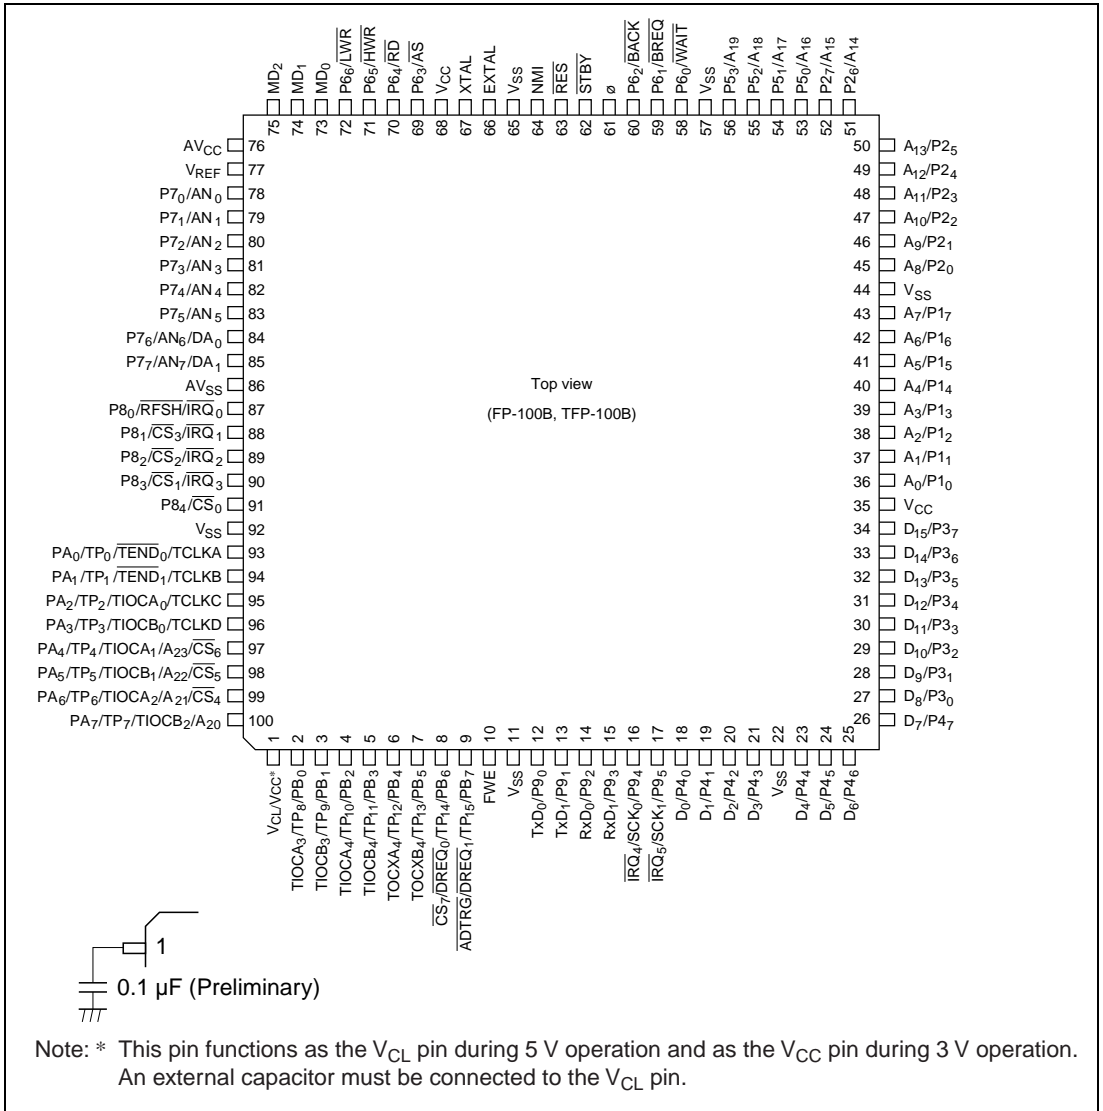 MD2
MD1
MD0
P66/LWR
P65/HWR
P64/RD
P63/AS
VCC
XTAL
EXTAL
VSS
NMI
RES
STBY
ø
P62/BACK
P61/BREQ
P60/WAIT
VSS
P53/A19
P52/A18
P51/A17
P50/A16
P27/A15
P26/A14
75 74 73 72 71 70 69 68 67 66 65 64 63 62 61 60 59 58 57 56 55 54 53 52 51
AVCC 76
VREF 77
P70/AN0 78
P71/AN1 79
P72/AN2 80
P73/AN3 81
P74/AN4 82
P75/AN5 83
P76/AN6/DA0 84
P77/AN7/DA1 85
AVSS 86
P80/RFSH/IRQ0 87
P81/CS3/IRQ1 88
P82/CS2/IRQ2 89
P83/CS1/IRQ3 90
P84/CS0 91
VSS 92
PA0/TP0/TEND0/TCLKA 93
PA1/TP1/TEND1/TCLKB 94
PA2/TP2/TIOCA0/TCLKC 95
PA3/TP3/TIOCB0/TCLKD 96
PA4/TP4/TIOCA1/A23/CS6 97
PA5/TP5/TIOCB1/A22/CS5 98
PA6/TP6/TIOCA2/A21/CS4 99
PA7/TP7/TIOCB2/A20 100
Top view
(FP-100B, TFP-100B)
50 A13/P25
49 A12/P24
48 A11/P23
47 A10/P22
46 A9/P21
45 A8/P20
44 VSS
43 A7/P17
42 A6/P16
41 A5/P15
40 A4/P14
39 A3/P13
38 A2/P12
37 A1/P11
36 A0/P10
35 VCC
34 D15/P37
33 D14/P36
32 D13/P35
31 D12/P34
30 D11/P33
29 D10/P32
28 D9/P31
27 D8/P30
26 D7/P47
1 2 3 4 5 6 7 8 9 10 11 12 13 14 15 16 17 18 19 20 21 22 23 24 25
VCL/VCC*
TIOCA3/TP8/PB0
TIOCB3/TP9/PB1
TIOCA4/TP10/PB2
TIOCB4/TP11/PB3
TOCXA4/TP12/PB4
TOCXB4/TP13/PB5
CS7/DREQ0/TP14/PB6
ADTRG/DREQ1/TP15/PB7
FWE
VSS
TxD0/P90
TxD1/P91
RxD0/P92
RxD1/P93
IRQ4/SCK0/P94
IRQ5/SCK1/P95
D0/P40
D1/P41
D2/P42
D3/P43
VSS
D4/P44
D5/P45
D6/P46
1
0.1 µF (Preliminary)
Note: * This pin functions as the VCL pin during 5 V operation and as the VCC pin during 3 V operation.
An external capacitor must be connected to the VCL pin.